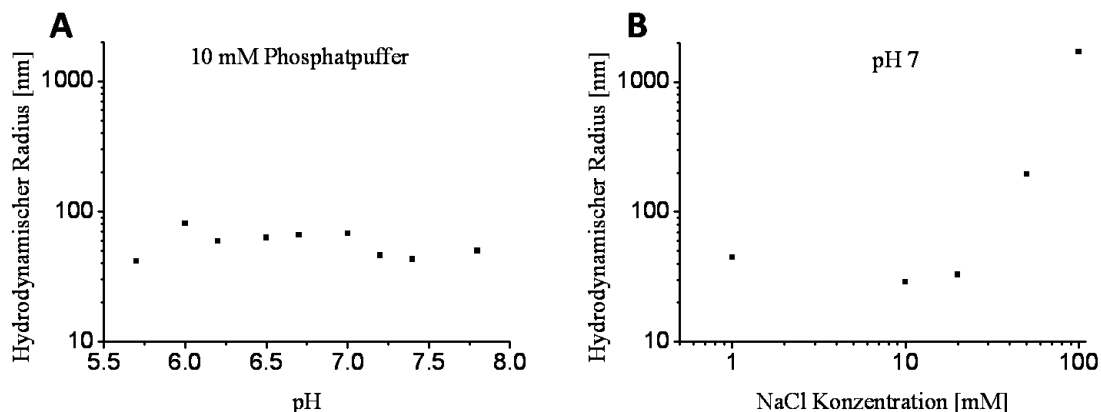 A
10 mM Phosphatpuffer
Hydrodynamischer Radius [nm]
1000
100
10
5.5 6.0 6.5 7.0 7.5 8.0
pH
B
pH 7
Hydrodynamischer Radius [nm]
1000
100
10
1 10 100
NaCl Konzentration [mM]